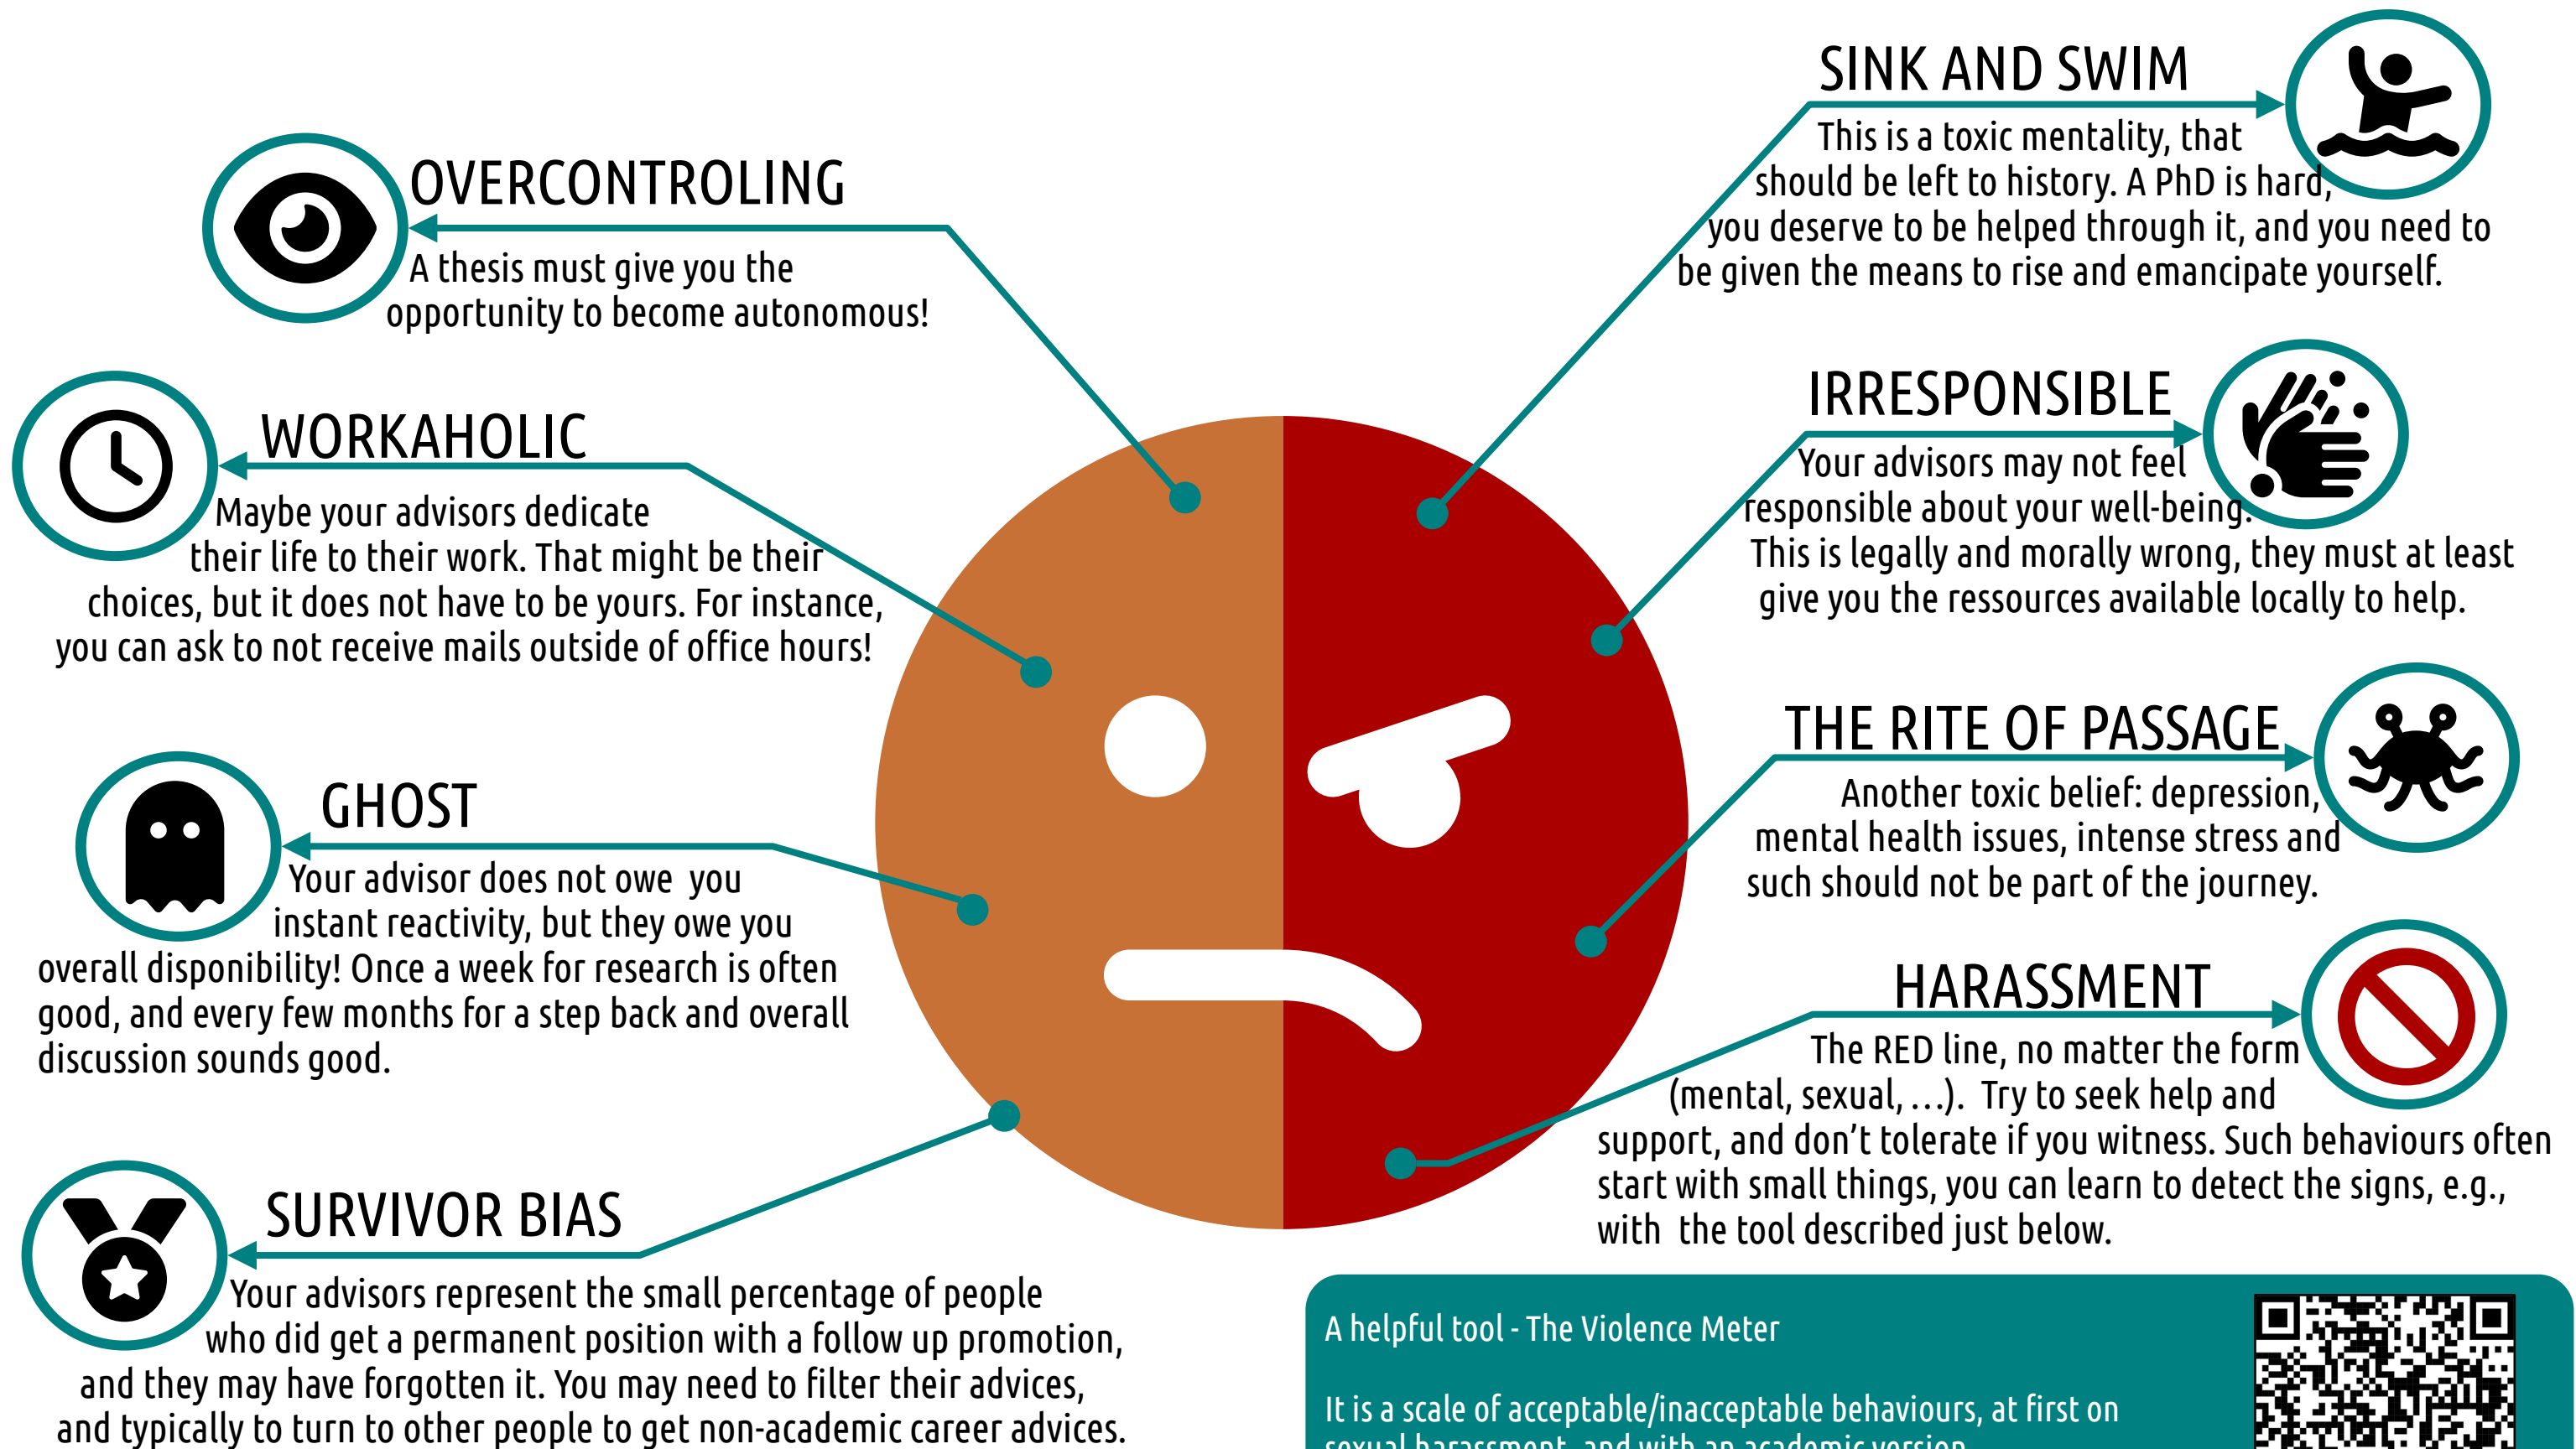 OVERCONTROLING
A thesis must give you the
opportunity to become autonomous!
WORKAHOLIC
Maybe your advisors dedicate
their life to their work. That might be their
choices, but it does not have to be yours. For instance,
you can ask to not receive mails outside of office hours!
GHOST
Your advisor does not owe you
instant reactivity, but they owe you
overall disponibility! Once a week for research is often
good, and every few months for a step back and overall
discussion sounds good.
SURVIVOR BIAS
Your advisors represent the small percentage of people
who did get a permanent position with a follow up promotion,
and they may have forgotten it. You may need to filter their advices,
and typically to turn to other people to get non-academic career advices.
SINK AND SWIM
This is a toxic mentality, that
should be left to history. A PhD is hard,
you deserve to be helped through it, and you need to
be given the means to rise and emancipate yourself.
IRRESPONSIBLE
Your advisors may not feel
responsible about your well-being.
This is legally and morally wrong, they must at least
give you the ressources available locally to help.
THE RITE OF PASSAGE
Another toxic belief: depression,
mental health issues, intense stress and
such should not be part of the journey.
HARASSMENT
The RED line, no matter the form
(mental, sexual, …). Try to seek help and
support, and don't tolerate if you witness. Such behaviours often
start with small things, you can learn to detect the signs, e.g.,
with the tool described just below.
A helpful tool - The Violence Meter
It is a scale of acceptable/inacceptable behaviours, at first on
sexual harassment, and with an academic version